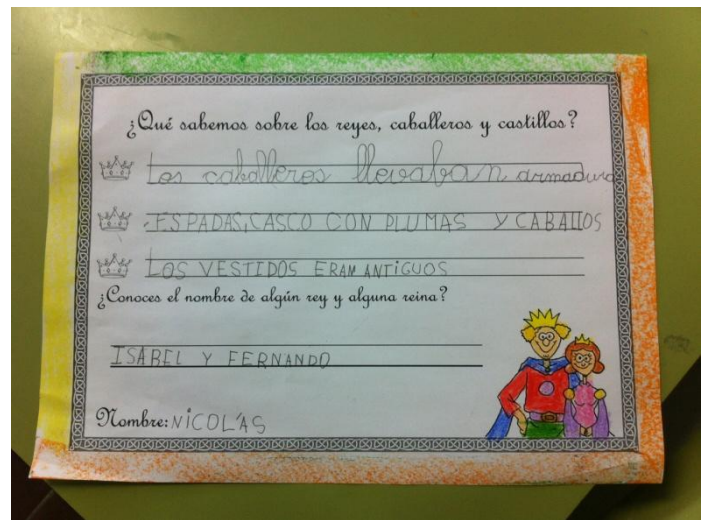 ¿Qué sabemos sobre los reyes, caballeros y castillos?
Los caballeros llevaban armadura
ESPADAS, CASCO CON PLUMAS Y CABALLOS
LOS VESTIDOS ERAN ANTIGUOS
¿Conoces el nombre de algún rey y alguna reina?
ISABEL Y FERNANDO
Nombre: NICOLÁS